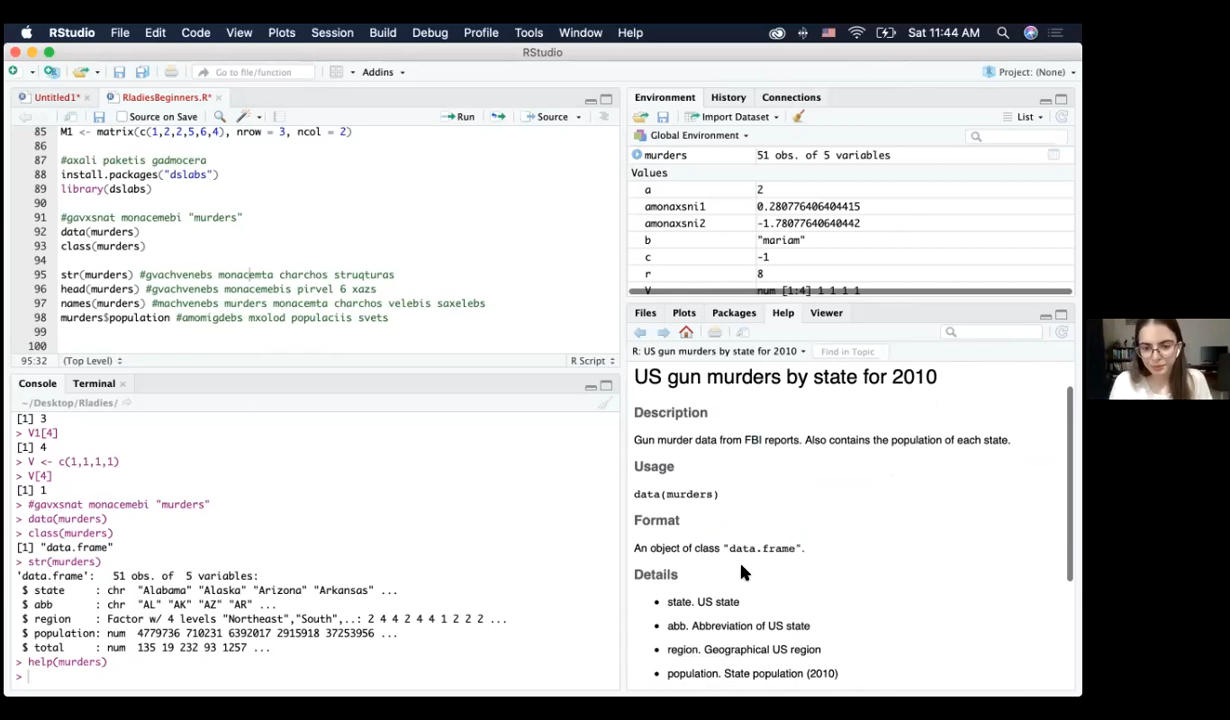 RStudio File Edit Code View Plots Session Build Debug Profile Tools Window Help Sat 11:44 AM
RStudio
Go to file/function Addins Project: (None)
Untitled1* RladiesBeginners.R*
Source on Save Run Source
85 M1 <- matrix(c(1,2,2,5,6,4), nrow = 3, ncol = 2)
86
87 #axali paketis gadmocera
88 install.packages("dslabs")
89 library(dslabs)
90
91 #gavxsnat monacemebi "murders"
92 data(murders)
93 class(murders)
94
95 str(murders) #gvachvenebs monacemta charchos struqturas
96 head(murders) #gvachvenebs monacemebis pirvel 6 xazs
97 names(murders) #machvenebs murders monacemta charchos velebis saxelebs
98 murders$population #amomigdebs mxolod populaciis svets
99
100
95:32 (Top Level) R Script
Console Terminal
~/Desktop/Rladies/
[1] 3
> V1[4]
[1] 4
> V <- c(1,1,1,1)
> V[4]
[1] 1
> #gavxsnat monacemebi "murders"
> data(murders)
> class(murders)
[1] "data.frame"
> str(murders)
'data.frame': 51 obs. of 5 variables:
$ state : chr "Alabama" "Alaska" "Arizona" "Arkansas" ...
$ abb : chr "AL" "AK" "AZ" "AR" ...
$ region : Factor w/ 4 levels "Northeast","South",..: 2 4 4 2 4 4 1 2 2 2 ...
$ population: num 4779736 710231 6392017 2915918 37253956 ...
$ total : num 135 19 232 93 1257 ...
> help(murders)
>
Environment History Connections
Import Dataset List
Global Environment
murders 51 obs. of 5 variables
Values
a 2
amonaxsni1 0.280776406404415
amonaxsni2 -1.78077640640442
b "mariam"
c -1
r 8
V num [1:4] 1 1 1 1
Files Plots Packages Help Viewer
R: US gun murders by state for 2010 Find in Topic
US gun murders by state for 2010
Description
Gun murder data from FBI reports. Also contains the population of each state.
Usage
data(murders)
Format
An object of class "data.frame".
Details
• state. US state
• abb. Abbreviation of US state
• region. Geographical US region
• population. State population (2010)